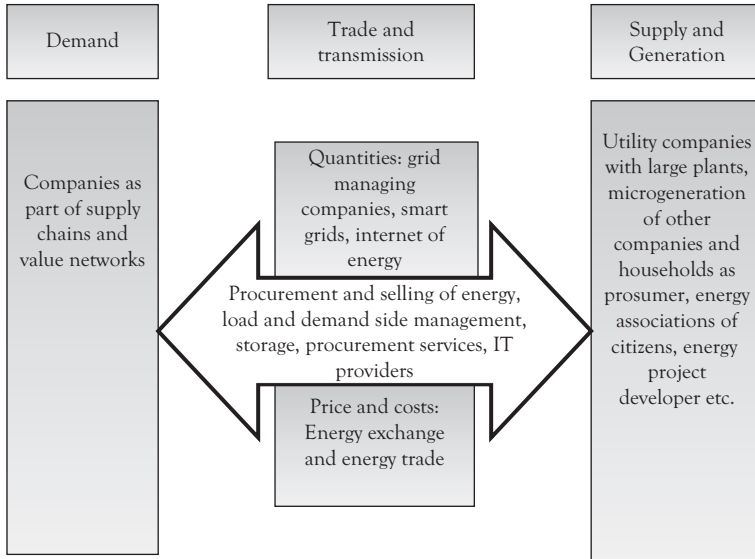 Demand
Trade and
transmission
Supply and
Generation
Companies as
part of supply
chains and
value networks
Quantities: grid
managing
companies, smart
grids, internet of
energy
Procurement and selling of energy,
load and demand side management,
storage, procurement services, IT
providers
Price and costs:
Energy exchange
and energy trade
Utility companies
with large plants,
microgeneration
of other
companies and
households as
prosumer, energy
associations of
citizens, energy
project
developer etc.